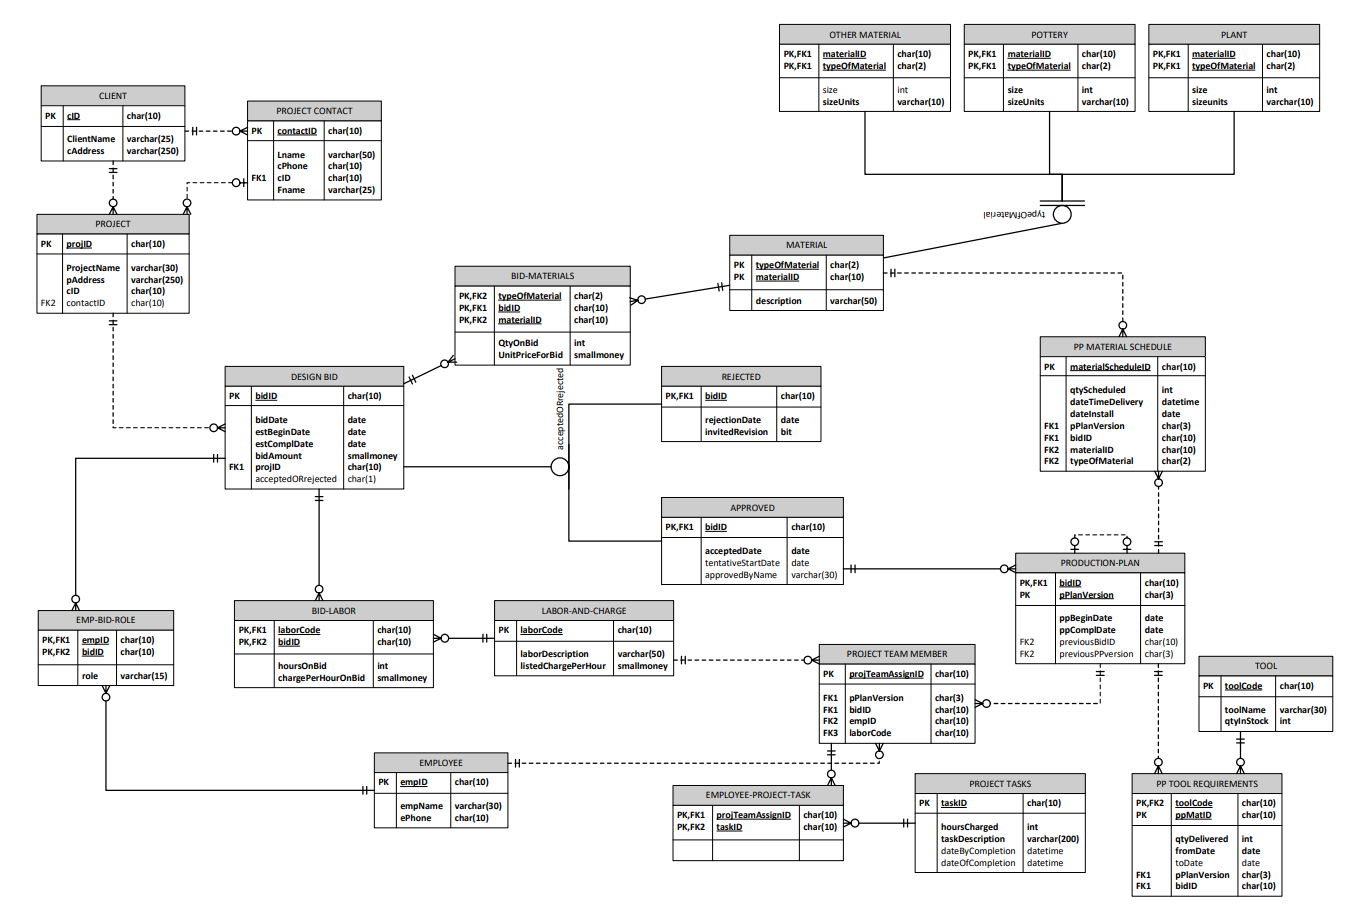 OTHER MATERIAL
PK,FK1 materialID char(10)
PK,FK1 typeOfMaterial char(2)
size int
sizeUnits varchar(10)
POTTERY
PK,FK1 materialID char(10)
PK,FK1 typeOfMaterial char(2)
size int
sizeUnits varchar(10)
PLANT
PK,FK1 materialID char(10)
PK,FK1 typeOfMaterial char(2)
size int
sizeunits varchar(10)
CLIENT
PK cID char(10)
ClientName varchar(25)
cAddress varchar(250)
PROJECT CONTACT
PK contactID char(10)
Lname varchar(50)
cPhone char(10)
FK1 cID char(10)
Fname varchar(25)
typeOfMaterial
PROJECT
PK projID char(10)
ProjectName varchar(30)
pAddress varchar(250)
cID char(10)
FK2 contactID char(10)
MATERIAL
PK typeOfMaterial char(2)
PK materialID char(10)
description varchar(50)
BID-MATERIALS
PK,FK2 typeOfMaterial char(2)
PK,FK1 bidID char(10)
PK,FK2 materialID char(10)
QtyOnBid int
UnitPriceForBid smallmoney
PP MATERIAL SCHEDULE
PK materialScheduleID char(10)
qtyScheduled int
dateTimeDelivery datetime
dateInstall date
FK1 pPlanVersion char(3)
FK1 bidID char(10)
FK2 materialID char(10)
FK2 typeOfMaterial char(2)
DESIGN BID
PK bidID char(10)
bidDate date
estBeginDate date
estComplDate date
bidAmount smallmoney
FK1 projID char(10)
acceptedORrejected char(1)
acceptedORrejected
REJECTED
PK,FK1 bidID char(10)
rejectionDate date
invitedRevision bit
APPROVED
PK,FK1 bidID char(10)
acceptedDate date
tentativeStartDate date
approvedByName varchar(30)
PRODUCTION-PLAN
PK,FK1 bidID char(10)
PK pPlanVersion char(3)
ppBeginDate date
ppComplDate date
FK2 previousBidID char(10)
FK2 previousPPversion char(3)
EMP-BID-ROLE
PK,FK1 empID char(10)
PK,FK2 bidID char(10)
role varchar(15)
BID-LABOR
PK,FK1 laborCode char(10)
PK,FK2 bidID char(10)
hoursOnBid int
chargePerHourOnBid smallmoney
LABOR-AND-CHARGE
PK laborCode char(10)
laborDescription varchar(50)
listedChargePerHour smallmoney
PROJECT TEAM MEMBER
PK projTeamAssignID char(10)
FK1 pPlanVersion char(3)
FK1 bidID char(10)
FK2 empID char(10)
FK3 laborCode char(10)
TOOL
PK toolCode char(10)
toolName varchar(30)
qtyInStock int
EMPLOYEE
PK empID char(10)
empName varchar(30)
ePhone char(10)
EMPLOYEE-PROJECT-TASK
PK,FK1 projTeamAssignID char(10)
PK,FK2 taskID char(10)
PROJECT TASKS
PK taskID char(10)
hoursCharged int
taskDescription varchar(200)
dateByCompletion datetime
dateOfCompletion datetime
PP TOOL REQUIREMENTS
PK,FK2 toolCode char(10)
PK ppMatID char(10)
qtyDelivered int
fromDate date
toDate date
FK1 pPlanVersion char(3)
FK1 bidID char(10)